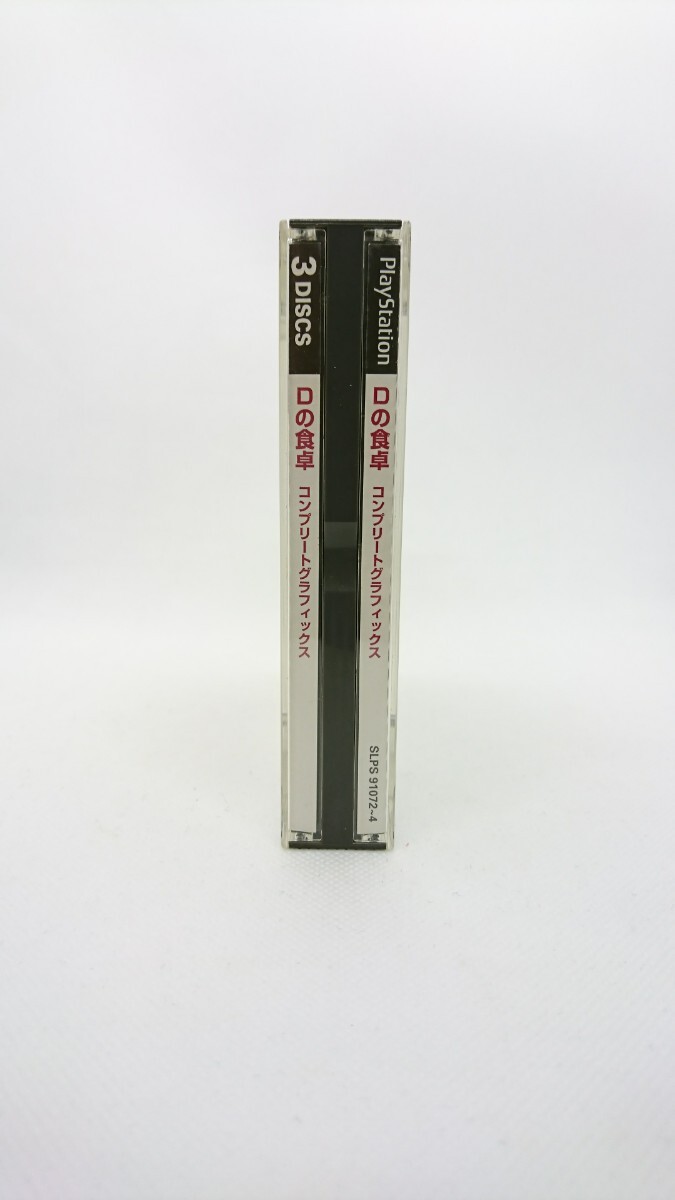 PlayStation
Dの食卓 コンプリートグラフィックス
SLPS 91072~4
3 DISCS
Dの食卓 コンプリートグラフィックス